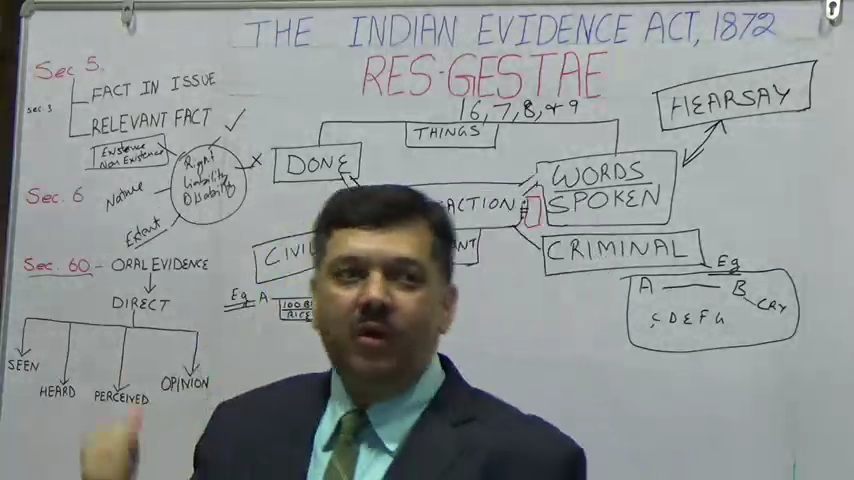 THE INDIAN EVIDENCE ACT, 1872
RES-GESTAE
Sec 5.
FACT IN ISSUE
RELEVANT FACT
Existence
Non Existence
Right
Liability
Disability
Nature
Extent
Sec. 6
Sec. 60 - ORAL EVIDENCE
DIRECT
SEEN
HEARD
PERCEIVED
OPINION
6, 7, 8, & 9
THINGS
DONE
WORDS
SPOKEN
HEARSAY
ACTION
CIVIL
CRIMINAL
Eg A
RICE
Eg
A B
CRY
C D E F G